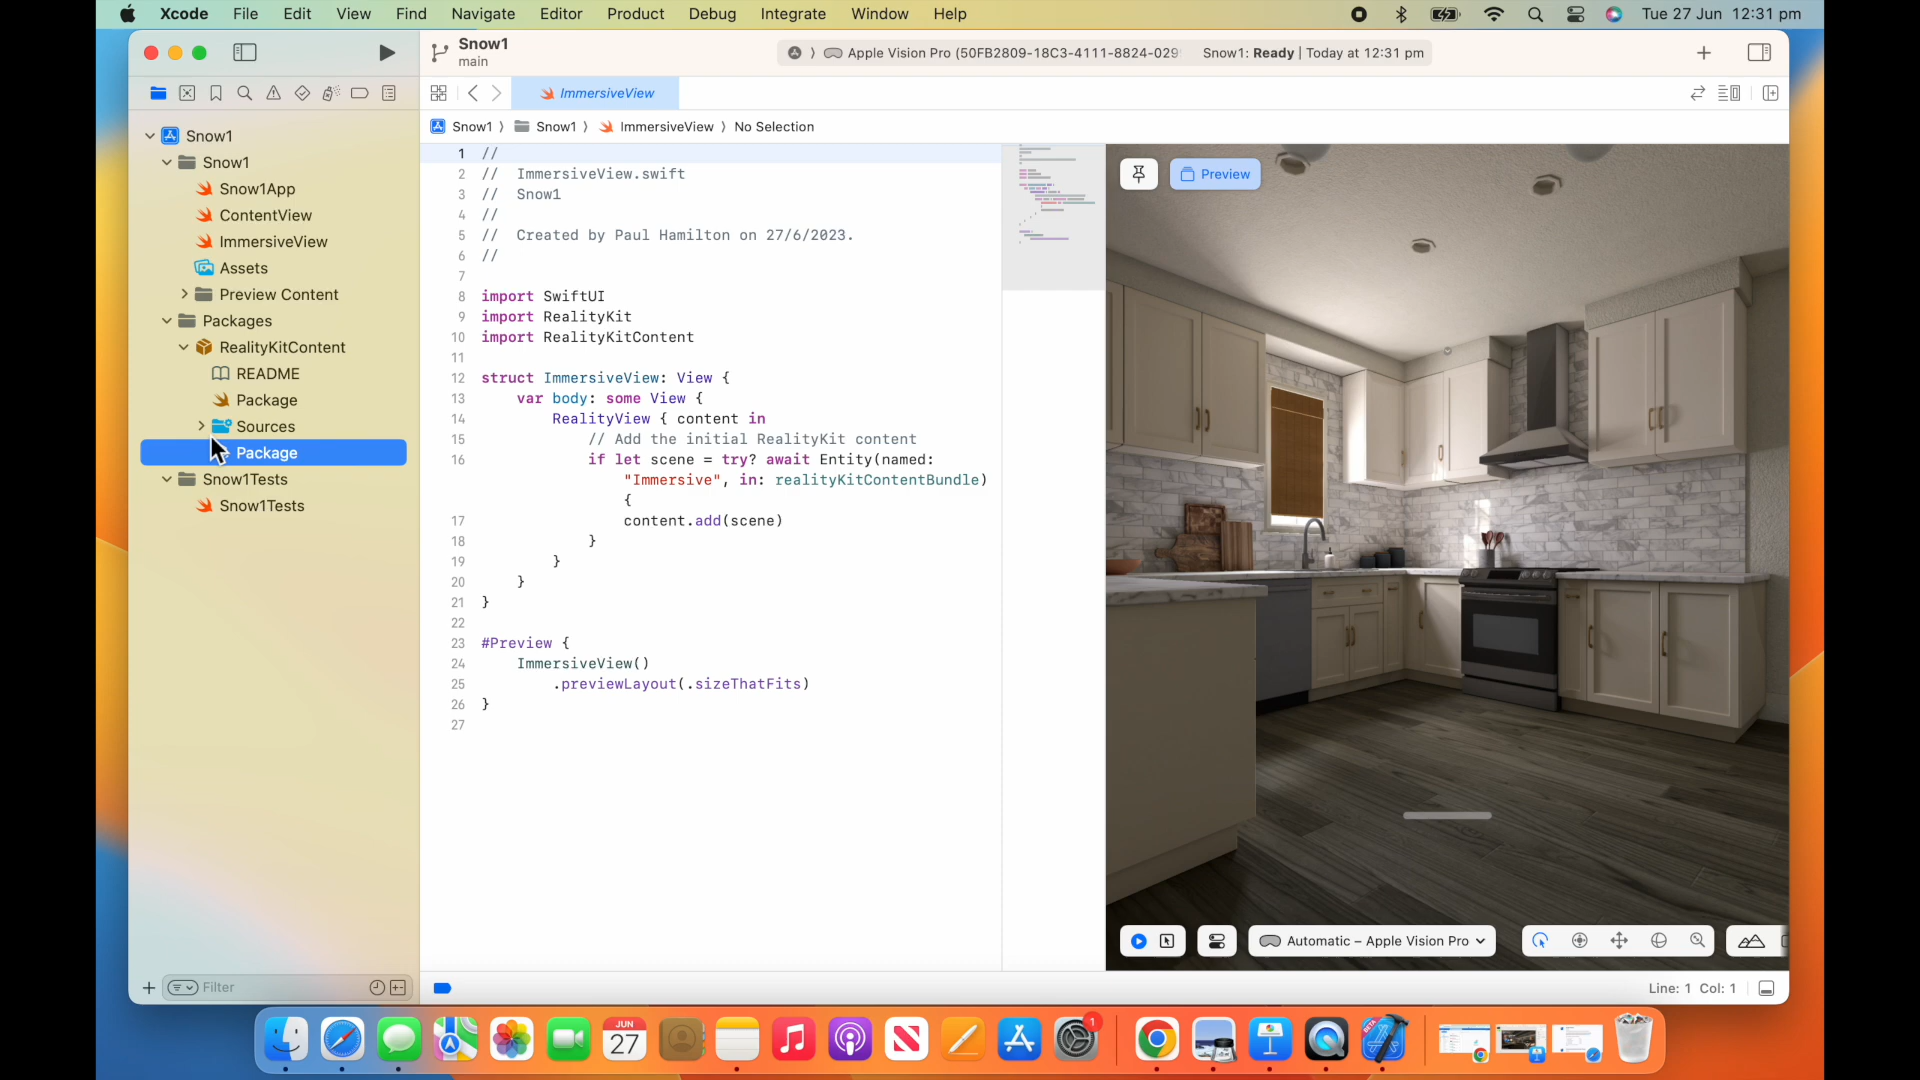 Xcode File Edit View Find Navigate Editor Product Debug Integrate Window Help Tue 27 Jun 12:31 pm
Snow1
main
Apple Vision Pro (50FB2809-18C3-4111-8824-029 Snow1: Ready | Today at 12:31 pm
ImmersiveView
Snow1 Snow1 ImmersiveView No Selection
Snow1
Snow1
Snow1App
ContentView
ImmersiveView
Assets
Preview Content
Packages
RealityKitContent
README
Package
Sources
Package
Snow1Tests
Snow1Tests
Filter
1 //
2 // ImmersiveView.swift
3 // Snow1
4 //
5 // Created by Paul Hamilton on 27/6/2023.
6 //
7
8 import SwiftUI
9 import RealityKit
10 import RealityKitContent
11
12 struct ImmersiveView: View {
13 var body: some View {
14 RealityView { content in
15 // Add the initial RealityKit content
16 if let scene = try? await Entity(named:
"Immersive", in: realityKitContentBundle)
{
17 content.add(scene)
18 }
19 }
20 }
21 }
22
23 #Preview {
24 ImmersiveView()
25 .previewLayout(.sizeThatFits)
26 }
27
Preview
Automatic – Apple Vision Pro
Line: 1 Col: 1
JUN
27
1
BETA